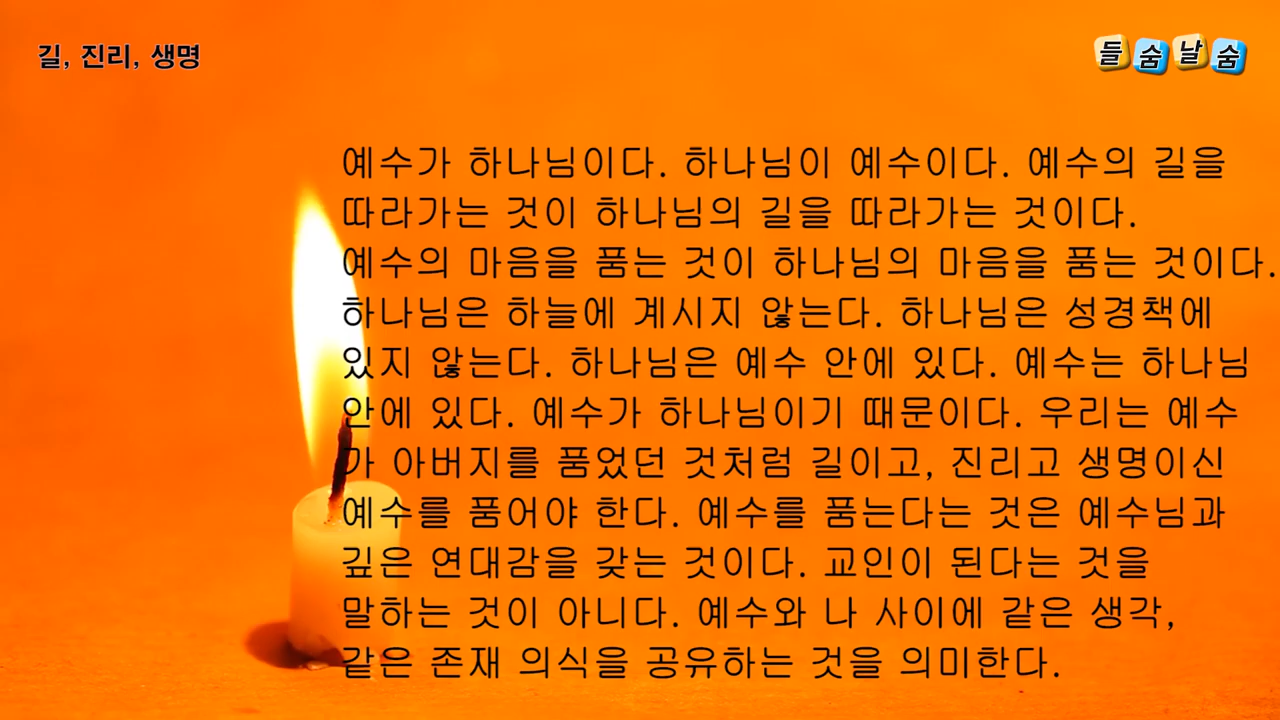 길, 진리, 생명
들숨날숨
예수가 하나님이다. 하나님이 예수이다. 예수의 길을
따라가는 것이 하나님의 길을 따라가는 것이다.
예수의 마음을 품는 것이 하나님의 마음을 품는 것이다.
하나님은 하늘에 계시지 않는다. 하나님은 성경책에
있지 않는다. 하나님은 예수 안에 있다. 예수는 하나님
안에 있다. 예수가 하나님이기 때문이다. 우리는 예수
가 아버지를 품었던 것처럼 길이고, 진리고 생명이신
예수를 품어야 한다. 예수를 품는다는 것은 예수님과
깊은 연대감을 갖는 것이다. 교인이 된다는 것을
말하는 것이 아니다. 예수와 나 사이에 같은 생각,
같은 존재 의식을 공유하는 것을 의미한다.